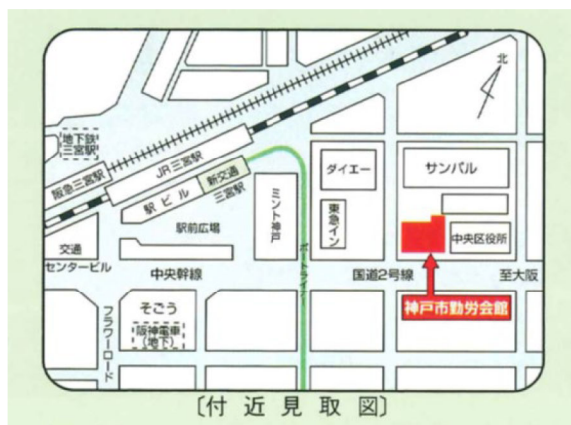 北
地下鉄
三宮駅
阪急三宮駅
JR三宮駅
駅ビル
新交通
三宮駅
駅前広場
ミント神戸
ダイエー
東急イン
サンパル
中央区役所
交通
センタービル
中央幹線
ポートライナー
国道2号線
至大阪
神戸市勤労会館
そごう
阪神電車
(地下)
フラワーロード
〔付近見取図〕